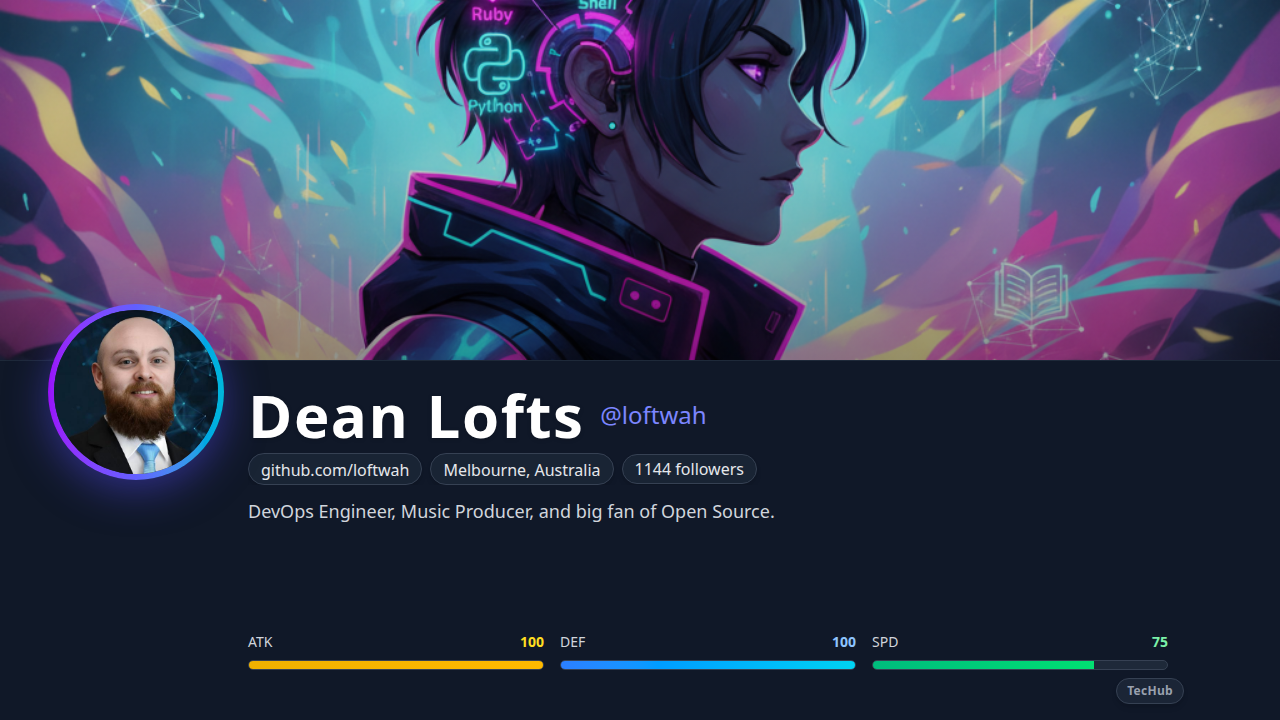 Ruby
Shell
Python
Dean Lofts @loftwah
github.com/loftwah Melbourne, Australia 1144 followers
DevOps Engineer, Music Producer, and big fan of Open Source.
ATK 100 DEF 100 SPD 75
TecHub